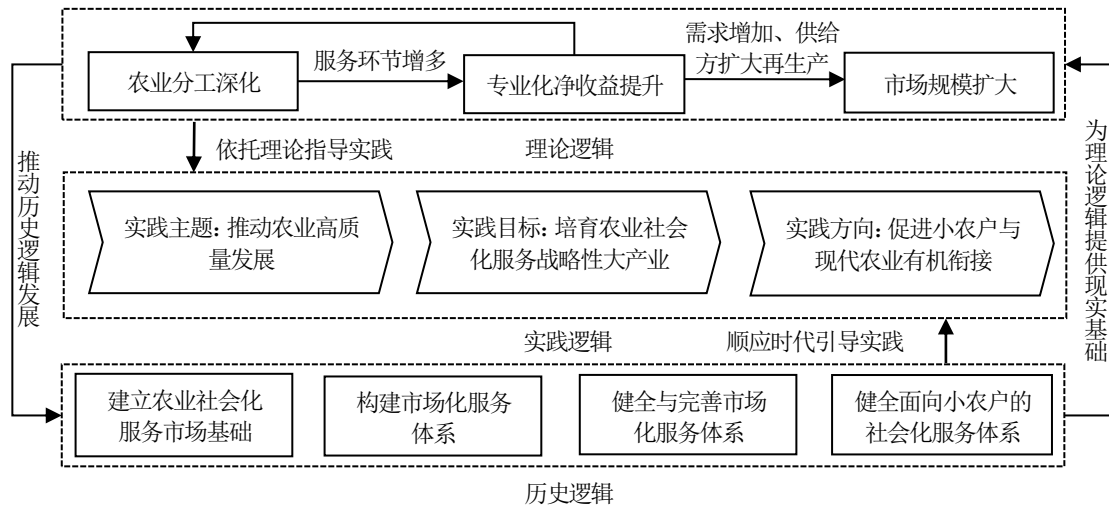 需求增加、供给
方扩大再生产
服务环节增多
农业分工深化
专业化净收益提升
市场规模扩大
依托理论指导实践
理论逻辑
推动历史逻辑发展
为理论逻辑提供现实基础
实践主题：推动农业高质
量发展
实践目标：培育农业社会
化服务战略性大产业
实践方向：促进小农户与
现代农业有机衔接
实践逻辑
顺应时代引导实践
建立农业社会化
服务市场基础
构建市场化服务
体系
健全与完善市场
化服务体系
健全面向小农户的
社会化服务体系
历史逻辑